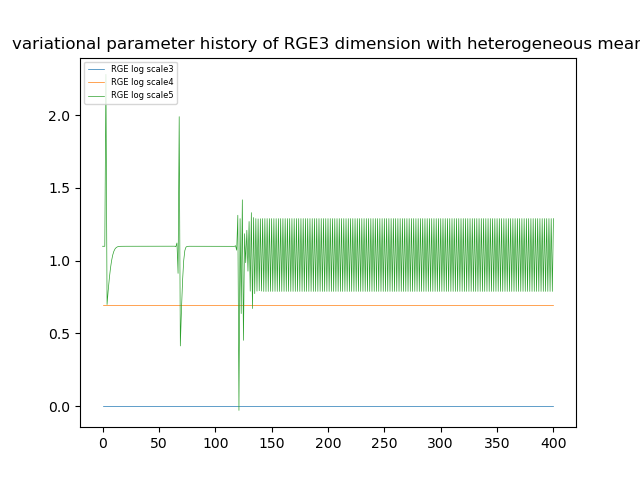 variational parameter history of RGE3 dimension with heterogeneous mear
RGE log scale3
RGE log scale4
RGE log scale5
2.0
1.5
1.0
0.5
0.0
0 50 100 150 200 250 300 350 400